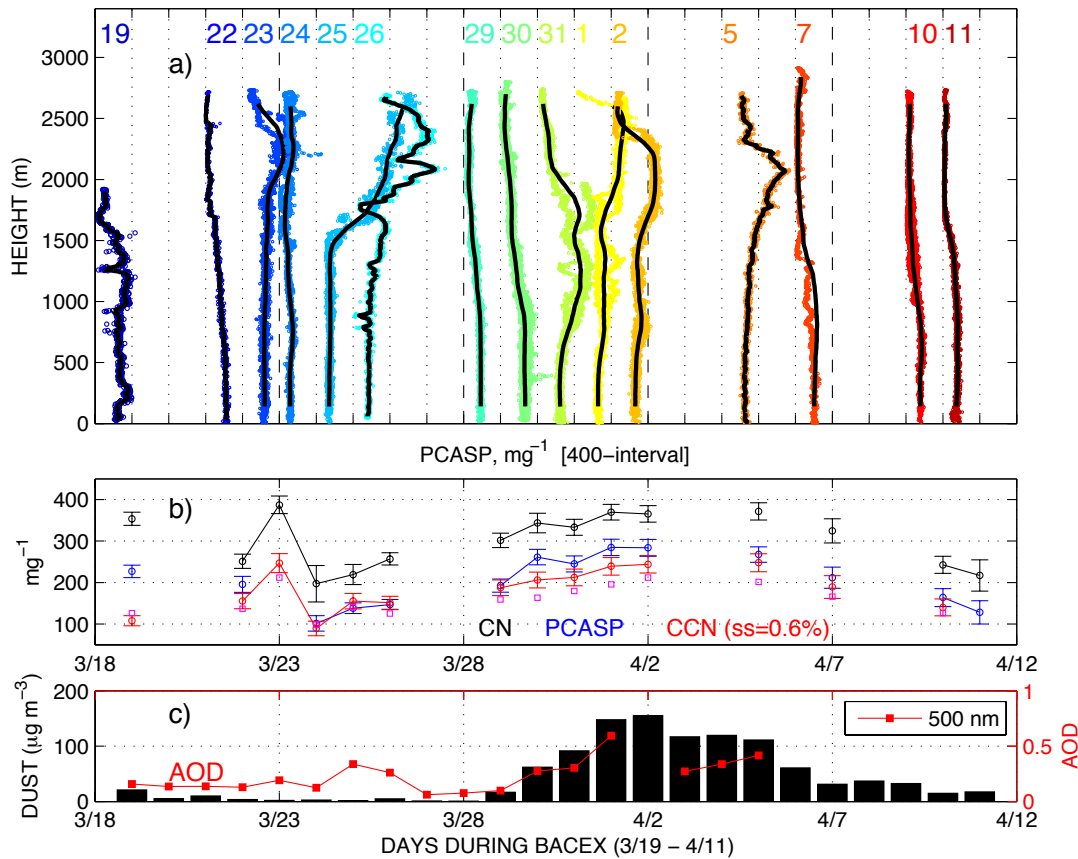 19 22 23 24 25 26 29 30 31 1 2 5 7 10 11
a)
3000
2500
2000
1500
1000
500
0
HEIGHT (m)
PCASP, mg⁻¹ [400−interval]
b)
400
300
200
100
mg⁻¹
CN PCASP CCN (ss=0.6%)
3/18 3/23 3/28 4/2 4/7 4/12
c)
200
100
0
DUST (μg m⁻³)
AOD
500 nm
1
0.5
0
AOD
3/18 3/23 3/28 4/2 4/7 4/12
DAYS DURING BACEX (3/19 − 4/11)